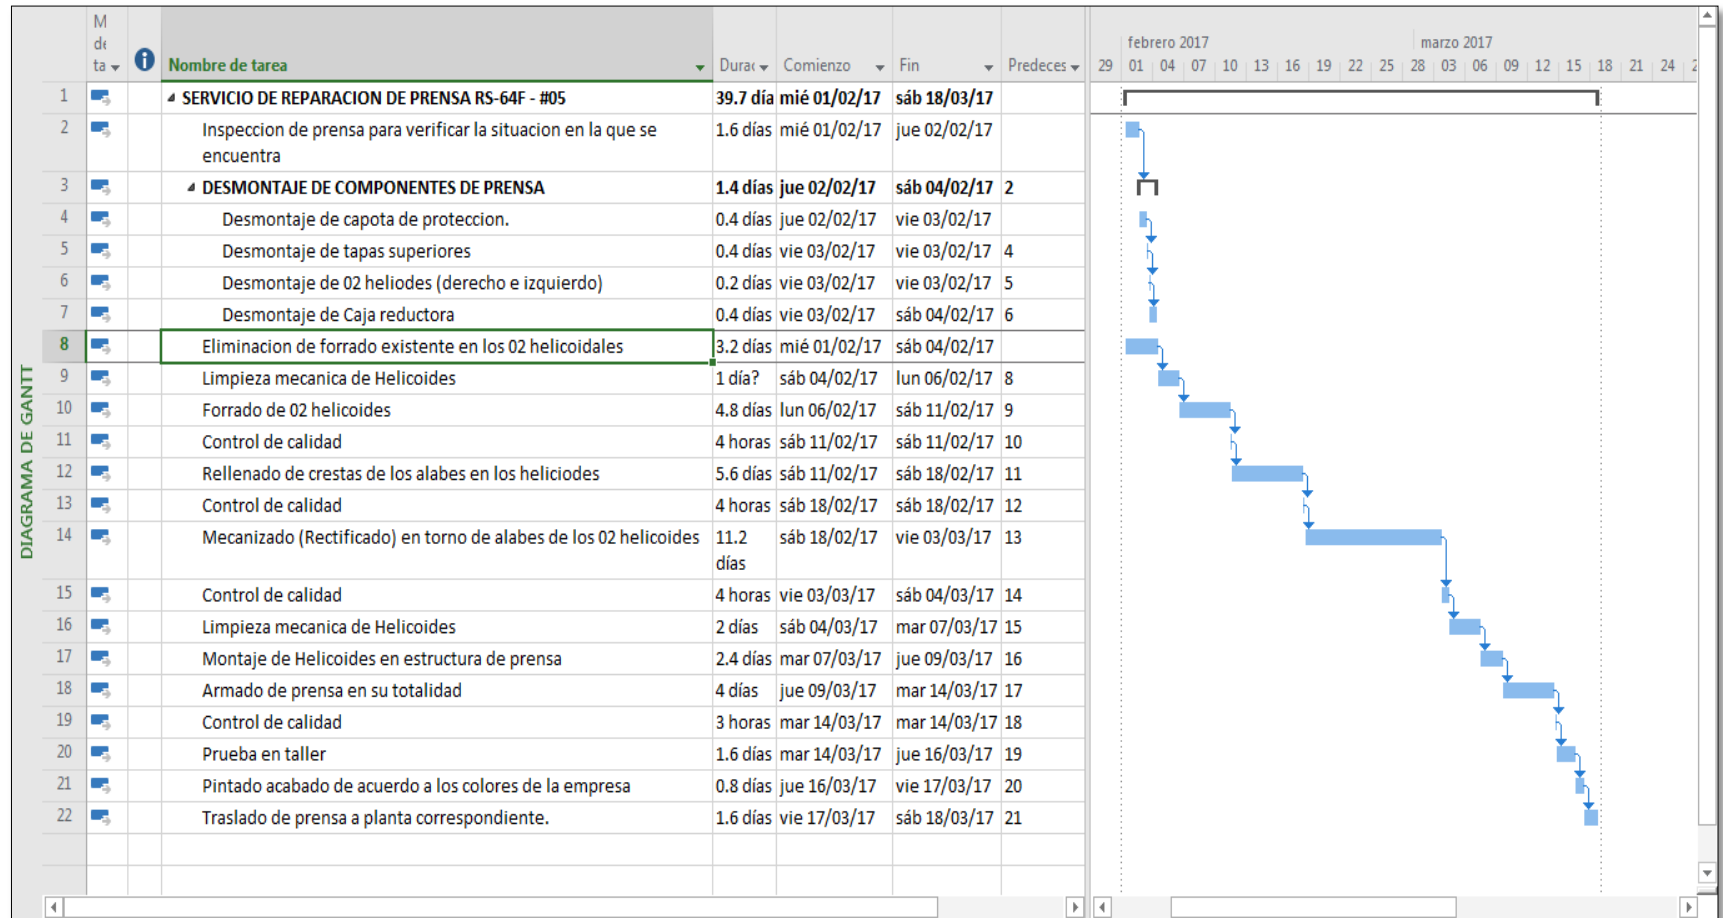 DIAGRAMA DE GANTT
M
de
ta
Nombre de tarea Durac Comienzo Fin Predeces
febrero 2017 marzo 2017
29 01 04 07 10 13 16 19 22 25 28 03 06 09 12 15 18 21 24 2
1 SERVICIO DE REPARACION DE PRENSA RS-64F - #05 39.7 día mié 01/02/17 sáb 18/03/17
2 Inspeccion de prensa para verificar la situacion en la que se 1.6 días mié 01/02/17 jue 02/02/17
encuentra
3 DESMONTAJE DE COMPONENTES DE PRENSA 1.4 días jue 02/02/17 sáb 04/02/17 2
4 Desmontaje de capota de proteccion. 0.4 días jue 02/02/17 vie 03/02/17
5 Desmontaje de tapas superiores 0.4 días vie 03/02/17 vie 03/02/17 4
6 Desmontaje de 02 heliodes (derecho e izquierdo) 0.2 días vie 03/02/17 vie 03/02/17 5
7 Desmontaje de Caja reductora 0.4 días vie 03/02/17 sáb 04/02/17 6
8 Eliminacion de forrado existente en los 02 helicoidales 3.2 días mié 01/02/17 sáb 04/02/17
9 Limpieza mecanica de Helicoides 1 día? sáb 04/02/17 lun 06/02/17 8
10 Forrado de 02 helicoides 4.8 días lun 06/02/17 sáb 11/02/17 9
11 Control de calidad 4 horas sáb 11/02/17 sáb 11/02/17 10
12 Rellenado de crestas de los alabes en los heliciodes 5.6 días sáb 11/02/17 sáb 18/02/17 11
13 Control de calidad 4 horas sáb 18/02/17 sáb 18/02/17 12
14 Mecanizado (Rectificado) en torno de alabes de los 02 helicoides 11.2 sáb 18/02/17 vie 03/03/17 13
días
15 Control de calidad 4 horas vie 03/03/17 sáb 04/03/17 14
16 Limpieza mecanica de Helicoides 2 días sáb 04/03/17 mar 07/03/17 15
17 Montaje de Helicoides en estructura de prensa 2.4 días mar 07/03/17 jue 09/03/17 16
18 Armado de prensa en su totalidad 4 días jue 09/03/17 mar 14/03/17 17
19 Control de calidad 3 horas mar 14/03/17 mar 14/03/17 18
20 Prueba en taller 1.6 días mar 14/03/17 jue 16/03/17 19
21 Pintado acabado de acuerdo a los colores de la empresa 0.8 días jue 16/03/17 vie 17/03/17 20
22 Traslado de prensa a planta correspondiente. 1.6 días vie 17/03/17 sáb 18/03/17 21